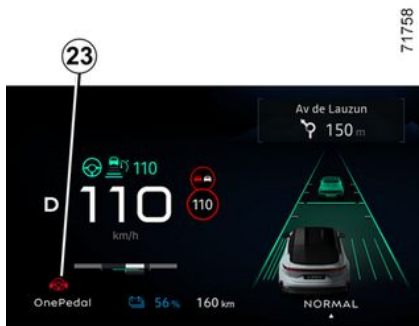 71758
23
Av de Lauzun
150 m
110
D
110
km/h
110
OnePedal
56%
160 km
NORMAL